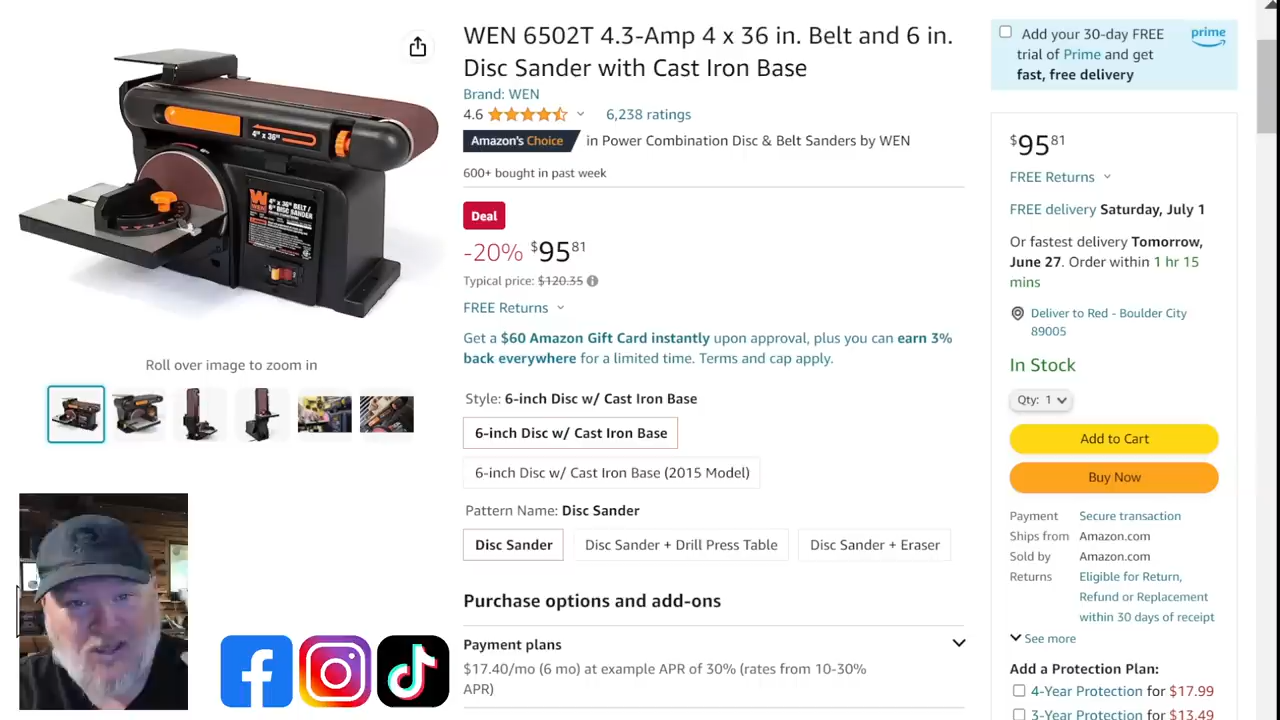 WEN 6502T 4.3-Amp 4 x 36 in. Belt and 6 in.
Disc Sander with Cast Iron Base
Brand: WEN
4.6
6,238 ratings
Amazon's Choice in Power Combination Disc & Belt Sanders by WEN
600+ bought in past week
Deal
-20% $95 81
Typical price: $120.35
FREE Returns
Get a $60 Amazon Gift Card instantly upon approval, plus you can earn 3%
back everywhere for a limited time. Terms and cap apply.
Style: 6-inch Disc w/ Cast Iron Base
6-inch Disc w/ Cast Iron Base
6-inch Disc w/ Cast Iron Base (2015 Model)
Pattern Name: Disc Sander
Disc Sander
Disc Sander + Drill Press Table
Disc Sander + Eraser
Purchase options and add-ons
Payment plans
$17.40/mo (6 mo) at example APR of 30% (rates from 10-30%
APR)
4" x 36"
WEN
4" x 36" BELT /
6" DISC SANDER
Roll over image to zoom in
Add your 30-day FREE
trial of Prime and get
fast, free delivery
prime
$95 81
FREE Returns
FREE delivery Saturday, July 1
Or fastest delivery Tomorrow,
June 27. Order within 1 hr 15
mins
Deliver to Red - Boulder City
89005
In Stock
Qty: 1
Add to Cart
Buy Now
Payment Secure transaction
Ships from Amazon.com
Sold by Amazon.com
Returns Eligible for Return,
Refund or Replacement
within 30 days of receipt
See more
Add a Protection Plan:
4-Year Protection for $17.99
3-Year Protection for $13.49